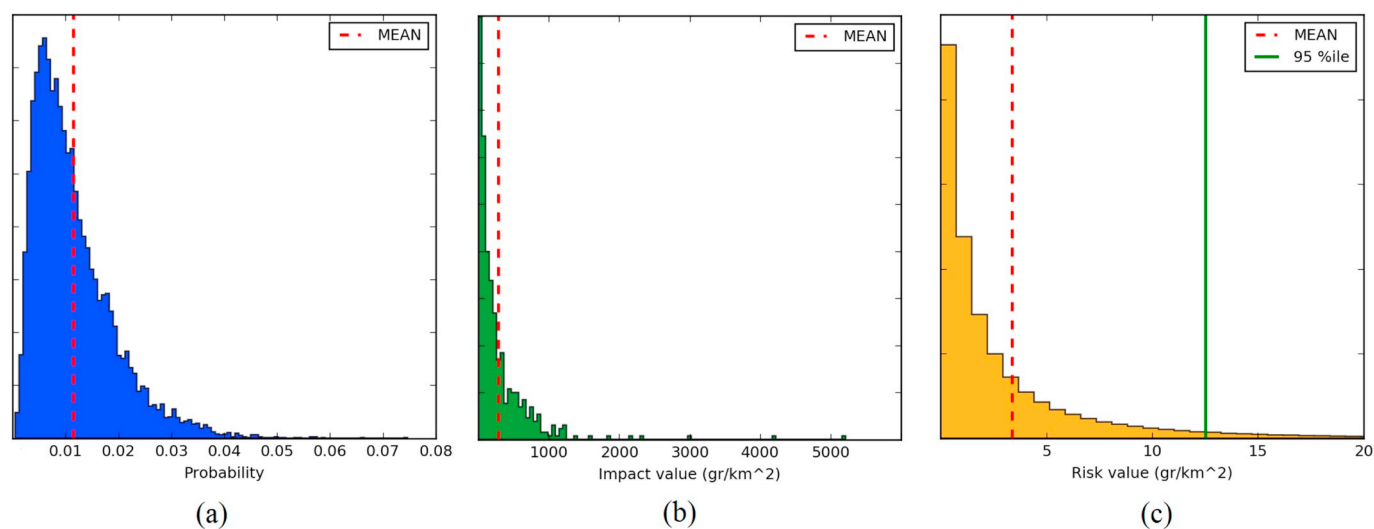 MEAN
0.01 0.02 0.03 0.04 0.05 0.06 0.07 0.08
Probability
(a)
MEAN
1000 2000 3000 4000 5000
Impact value (gr/km^2)
(b)
MEAN
95 %ile
5 10 15 20
Risk value (gr/km^2)
(c)